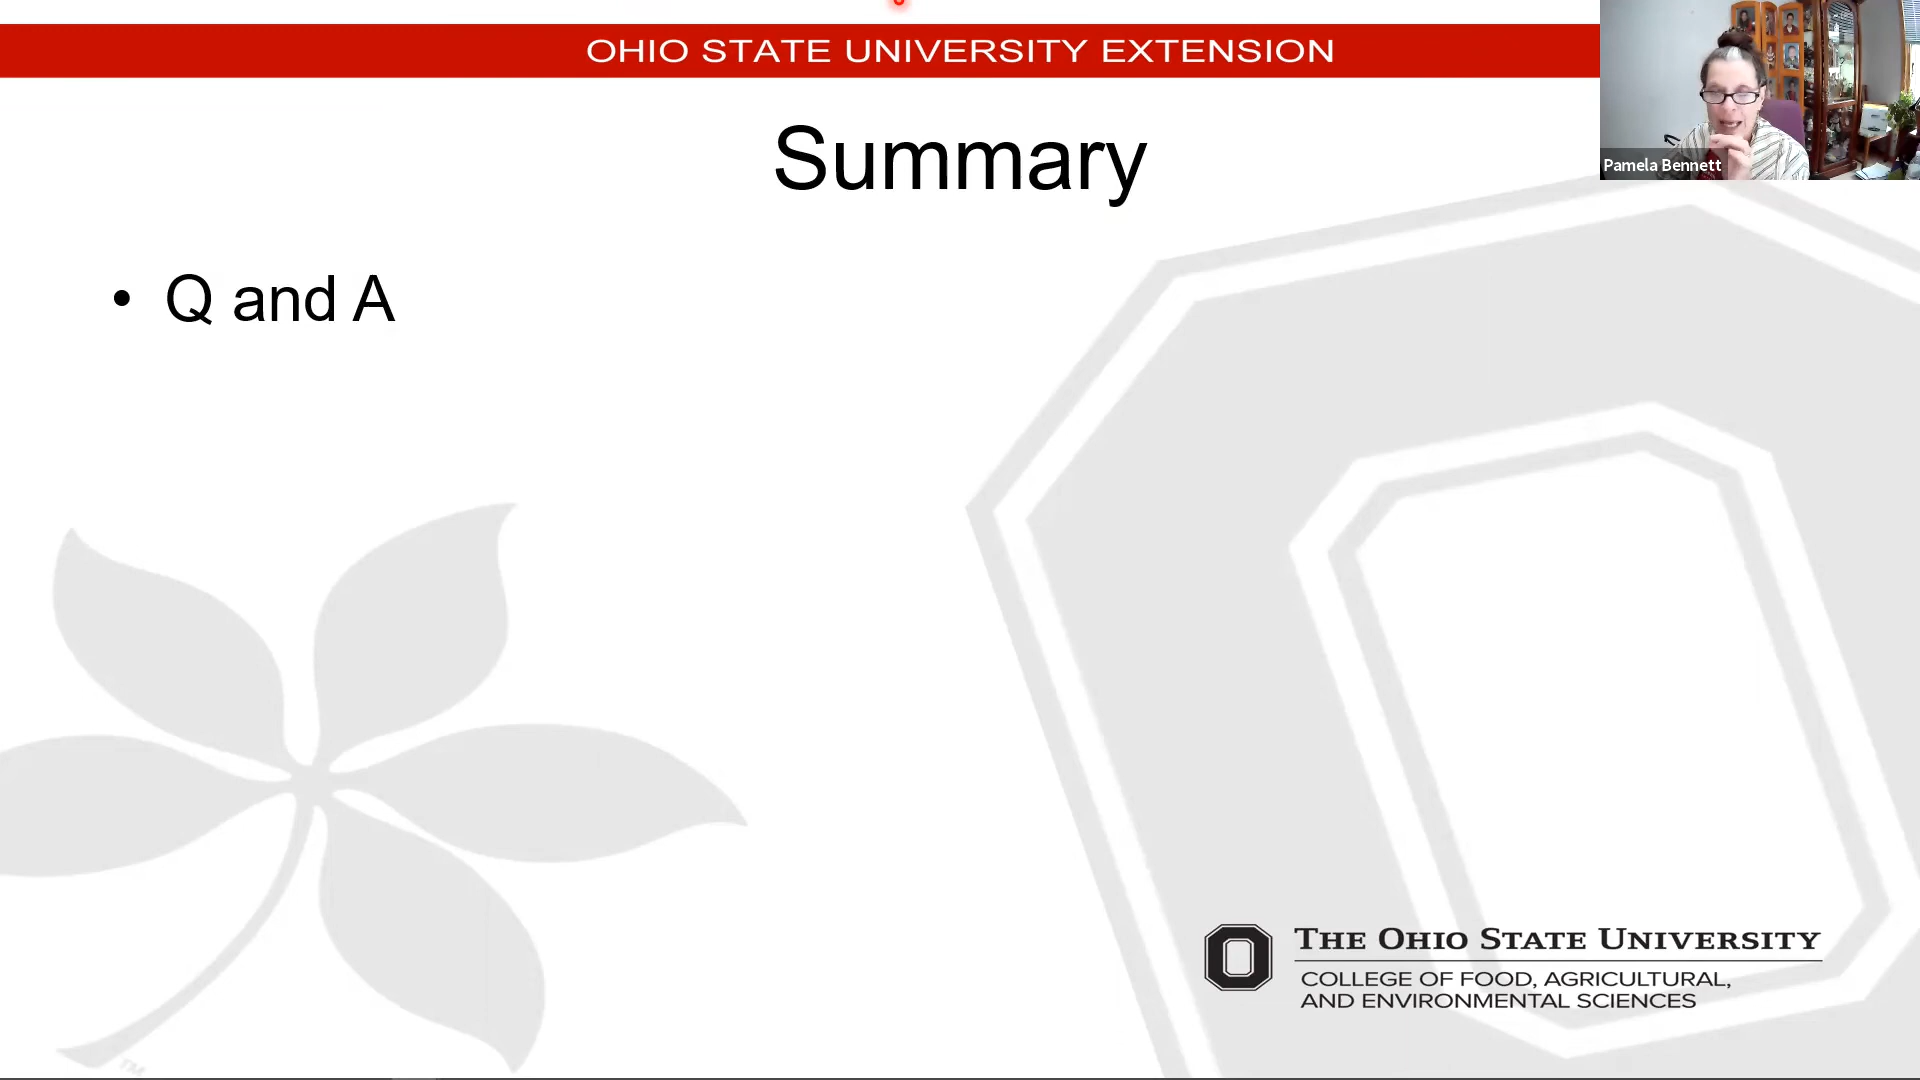 OHIO STATE UNIVERSITY EXTENSION
Pamela Bennett
Summary
• Q and A
THE OHIO STATE UNIVERSITY
COLLEGE OF FOOD, AGRICULTURAL,
AND ENVIRONMENTAL SCIENCES
TM